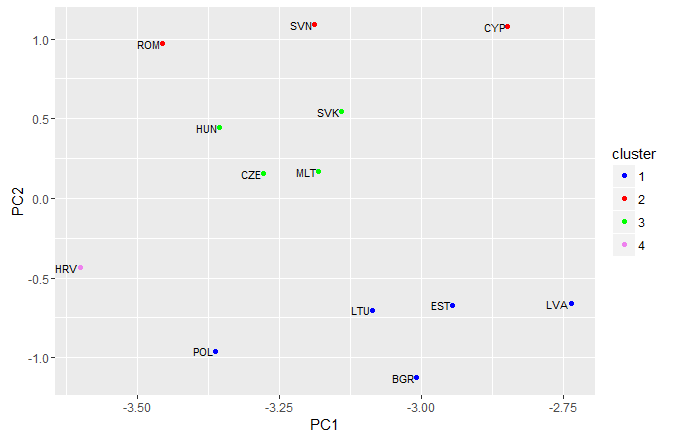 SVN
CYP
ROM
1.0
SVK
0.5
HUN
CZE
MLT
cluster
1
2
3
4
PC2
0.0
HRV
-0.5
LTU
EST
LVA
POL
-1.0
BGR
-3.50
-3.25
-3.00
-2.75
PC1